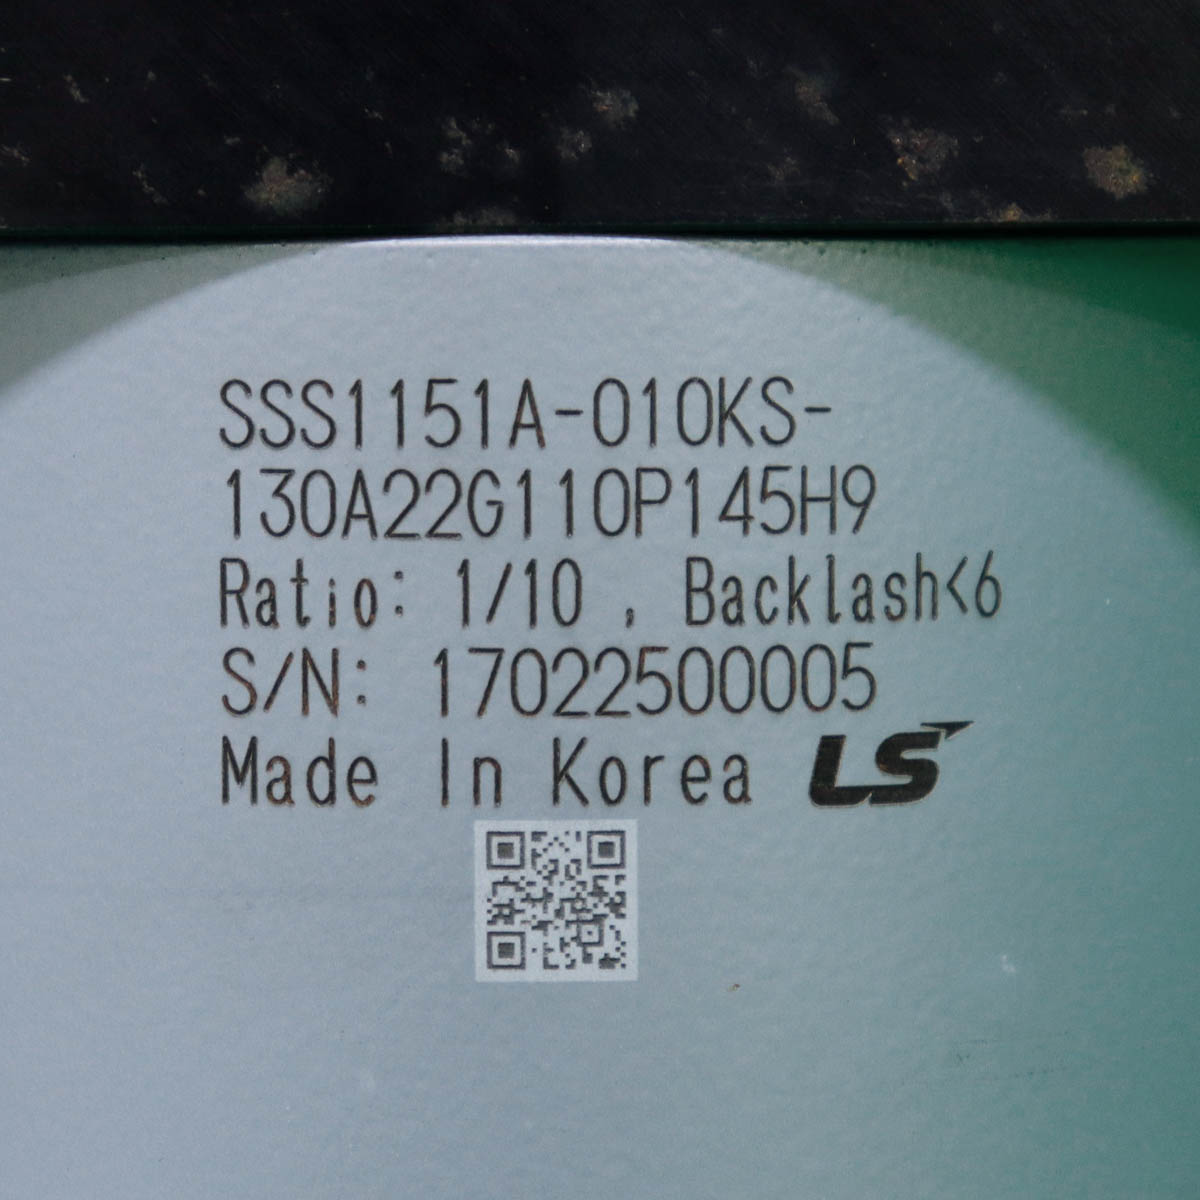 SSS1151A-010KS-
130A22G110P145H9
Ratio: 1/10 , Backlash<6
S/N: 17022500005
Made In Korea LS